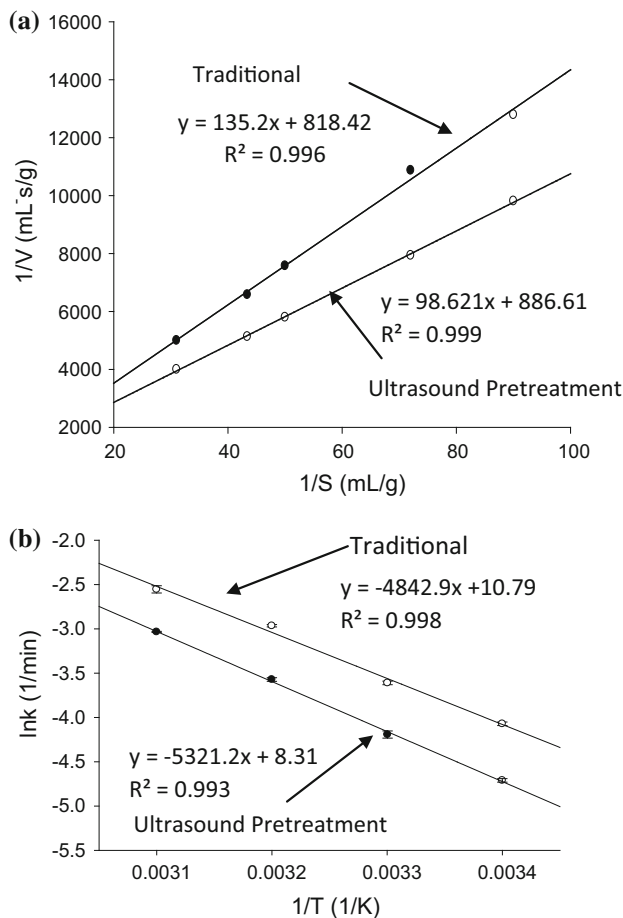 (a)
16000
14000
12000
10000
8000
6000
4000
2000
1/V (mL·s/g)
Traditional
y = 135.2x + 818.42
R² = 0.996
y = 98.621x + 886.61
R² = 0.999
Ultrasound Pretreatment
20 40 60 80 100
1/S (mL/g)
(b)
-2.0
-2.5
-3.0
-3.5
-4.0
-4.5
-5.0
-5.5
lnk (1/min)
Traditional
y = -4842.9x +10.79
R² = 0.998
y = -5321.2x + 8.31
R² = 0.993
Ultrasound Pretreatment
0.0031 0.0032 0.0033 0.0034
1/T (1/K)